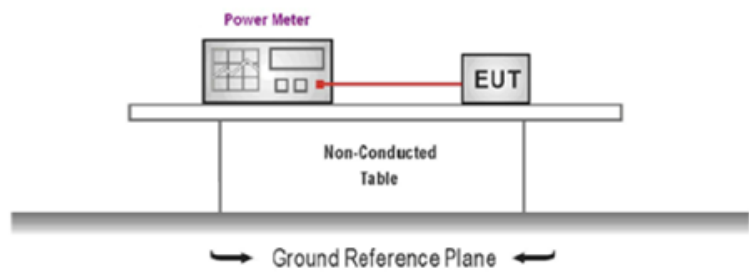 Power Meter
EUT
Non-Conducted
Table
Ground Reference Plane